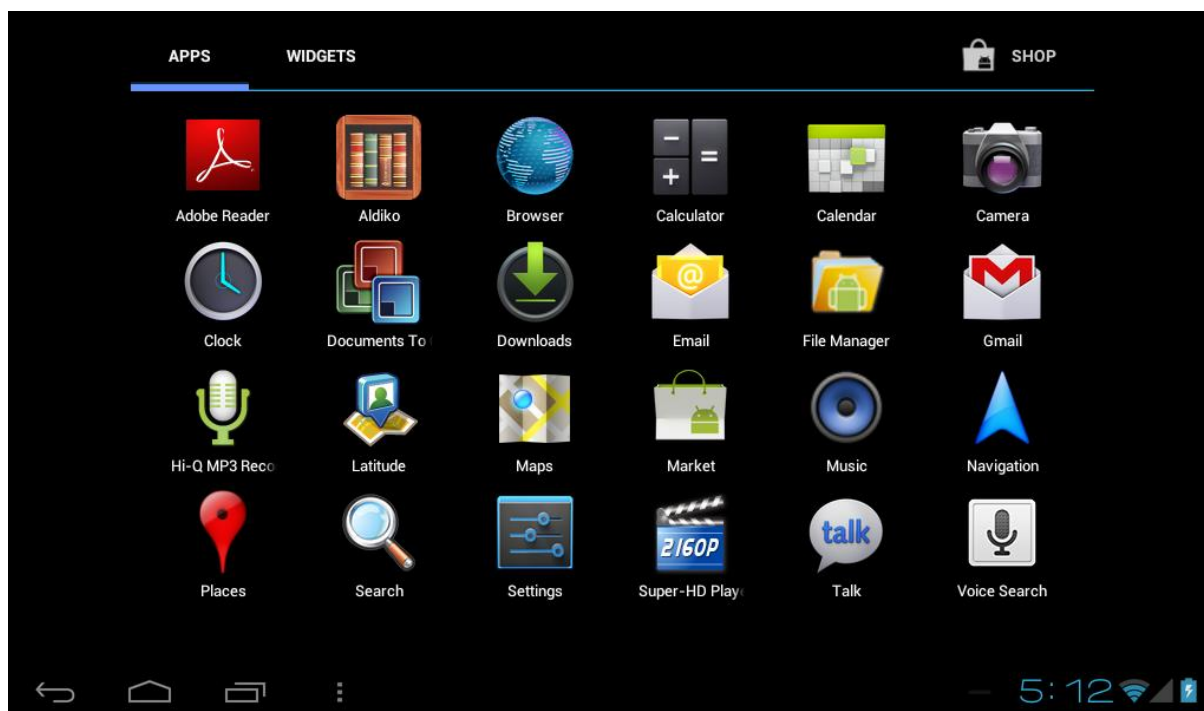 APPS WIDGETS SHOP
Adobe Reader Aldiko Browser Calculator Calendar Camera
Clock Documents To Downloads Email File Manager Gmail
Hi-Q MP3 Reco Latitude Maps Market Music Navigation
2160P talk
Places Search Settings Super-HD Playe Talk Voice Search
5:12